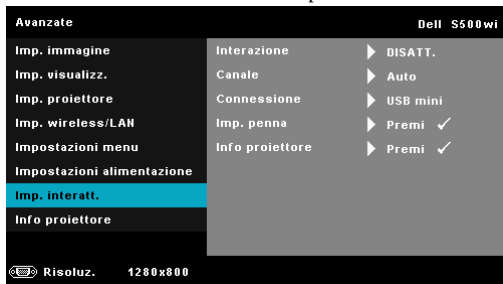 Avanzate Dell S500wi
Imp. immagine
Imp. visualizz.
Imp. proiettore
Imp. wireless/LAN
Impostazioni menu
Impostazioni alimentazione
Imp. interatt.
Info proiettore
Interazione DISATT.
Canale Auto
Connessione USB mini
Imp. penna Premi
Info proiettore Premi
Risoluz. 1280x800